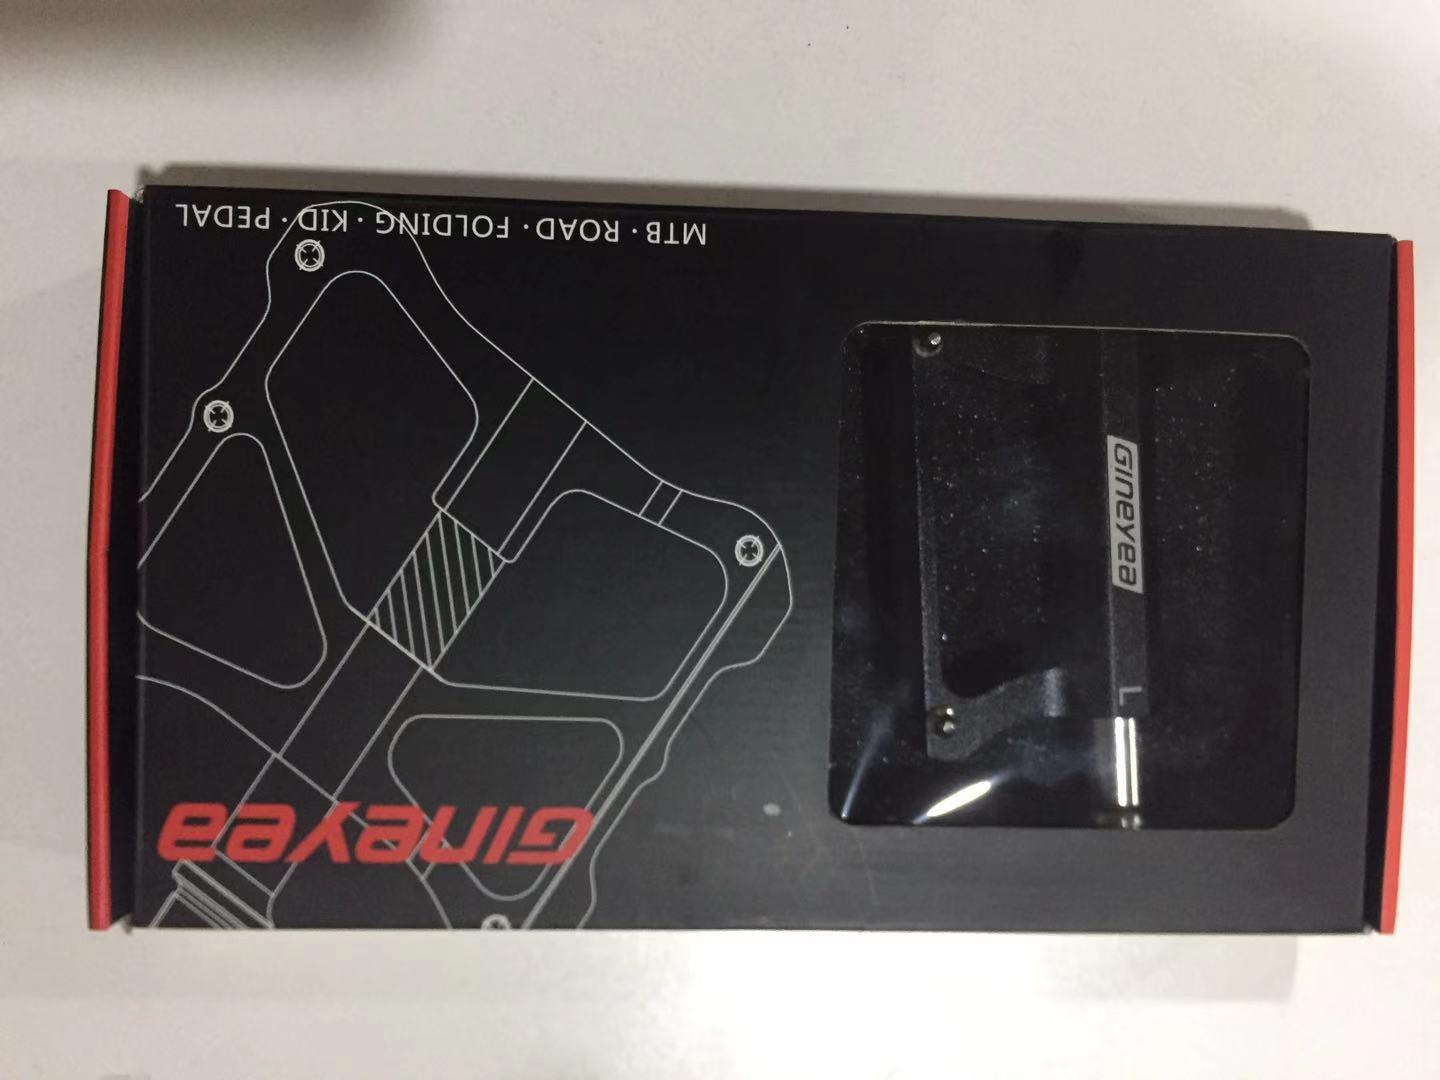 Gineyea
MTB · ROAD · FOLDING · KID · PEDAL
Gineyea
L